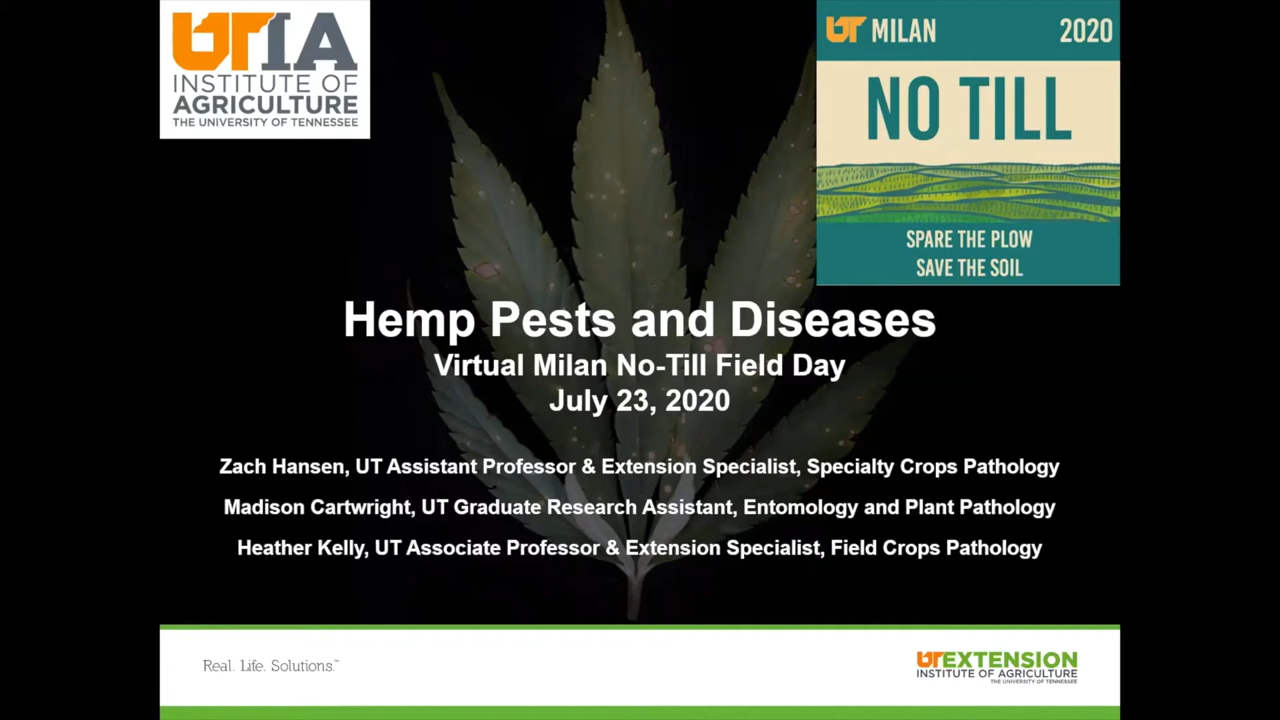 UTIA
INSTITUTE OF
AGRICULTURE
THE UNIVERSITY OF TENNESSEE
UT MILAN 2020
NO TILL
SPARE THE PLOW
SAVE THE SOIL
Hemp Pests and Diseases
Virtual Milan No-Till Field Day
July 23, 2020
Zach Hansen, UT Assistant Professor & Extension Specialist, Specialty Crops Pathology
Madison Cartwright, UT Graduate Research Assistant, Entomology and Plant Pathology
Heather Kelly, UT Associate Professor & Extension Specialist, Field Crops Pathology
Real. Life. Solutions.™
UT EXTENSION
INSTITUTE OF AGRICULTURE
THE UNIVERSITY OF TENNESSEE